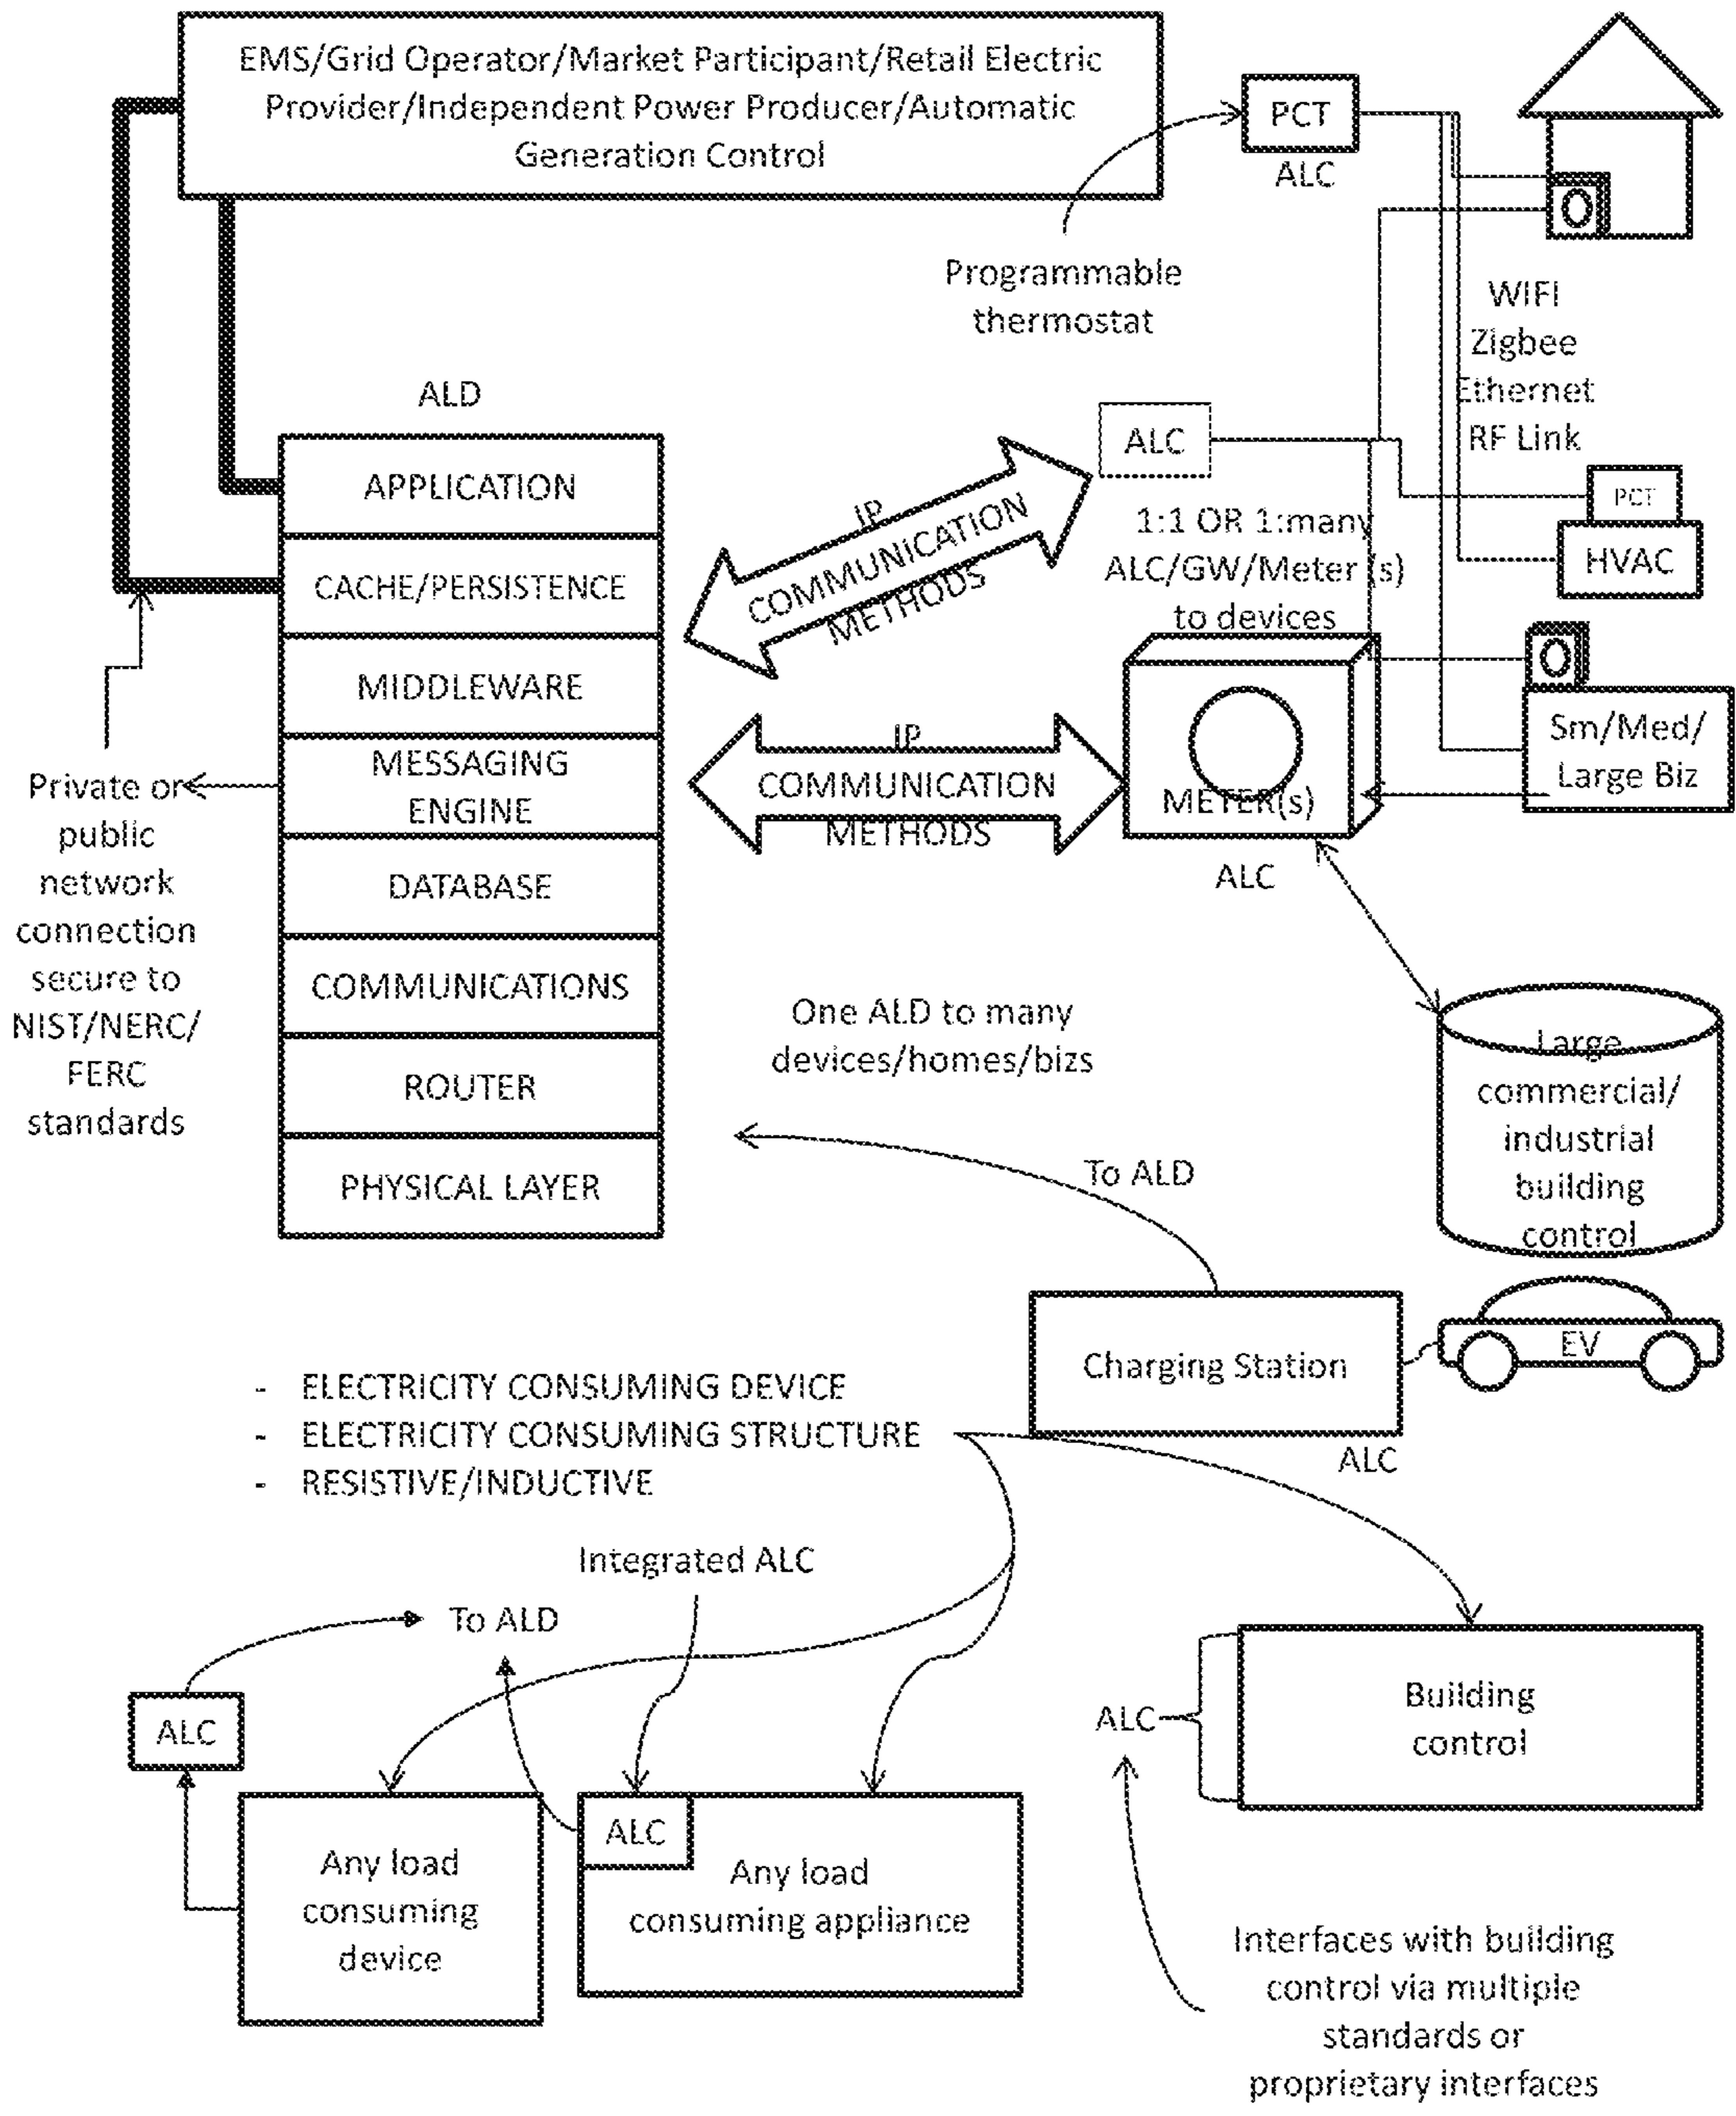 EMS/Grid Operator/Market Participant/Retail Electric
Provider/Independent Power Producer/Automatic
Generation Control
PCT
ALC
Programmable
thermostat
WIFI
Zigbee
Ethernet
RF Link
ALD
APPLICATION
CACHE/PERSISTENCE
MIDDLEWARE
MESSAGING
ENGINE
DATABASE
COMMUNICATIONS
ROUTER
PHYSICAL LAYER
IP
COMMUNICATION
METHODS
ALC
1:1 OR 1:many
ALC/GW/Meter (s)
to devices
PCT
HVAC
IP
COMMUNICATION
METHODS
METER(s)
ALC
Sm/Med/
Large Biz
Private or
public
network
connection
secure to
NIST/NERC/
FERC
standards
One ALD to many
devices/homes/bizs
Large
commercial/
industrial
building
control
To ALD
Charging Station
EV
ALC
- ELECTRICITY CONSUMING DEVICE
- ELECTRICITY CONSUMING STRUCTURE
- RESISTIVE/INDUCTIVE
Integrated ALC
To ALD
ALC
Any load
consuming
device
ALC
Any load
consuming appliance
ALC
Building
control
Interfaces with building
control via multiple
standards or
proprietary interfaces